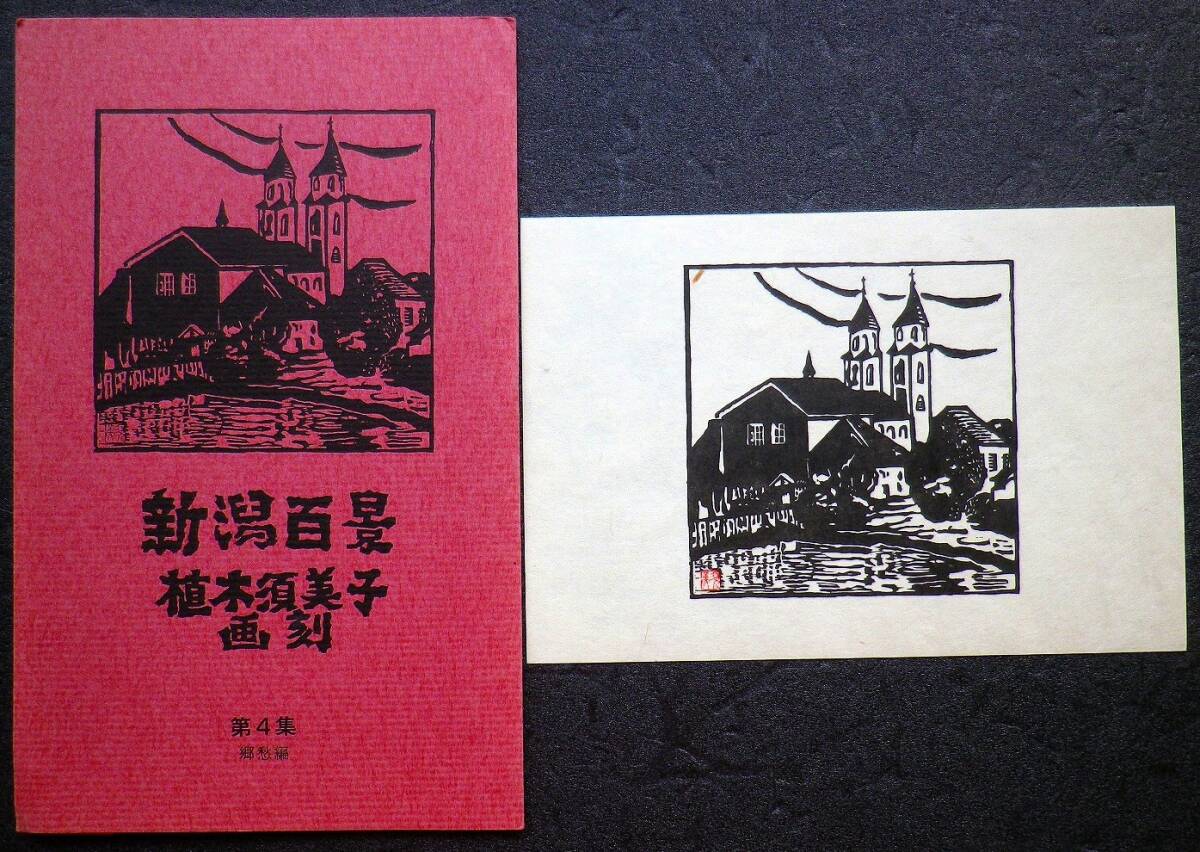 新潟百景
植木須美子
画刻
第4集
郷愁編